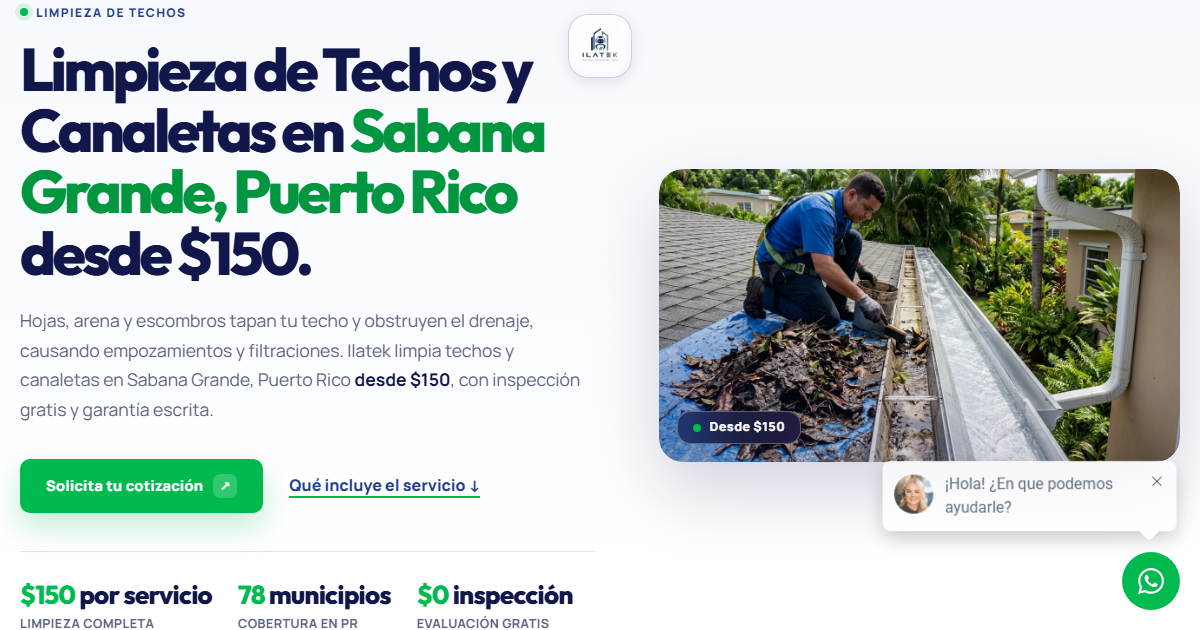 LIMPIEZA DE TECHOS
ILATEK
Limpieza de Techos y
Canaletas en Sabana
Grande, Puerto Rico
desde $150.
Hojas, arena y escombros tapan tu techo y obstruyen el drenaje,
causando empozamientos y filtraciones. Ilatek limpia techos y
canaletas en Sabana Grande, Puerto Rico desde $150, con inspección
gratis y garantía escrita.
Solicita tu cotización ↗
Qué incluye el servicio ↓
$150 por servicio
LIMPIEZA COMPLETA
78 municipios
COBERTURA EN PR
$0 inspección
EVALUACIÓN GRATIS
Desde $150
¡Hola! ¿En que podemos
ayudarle?